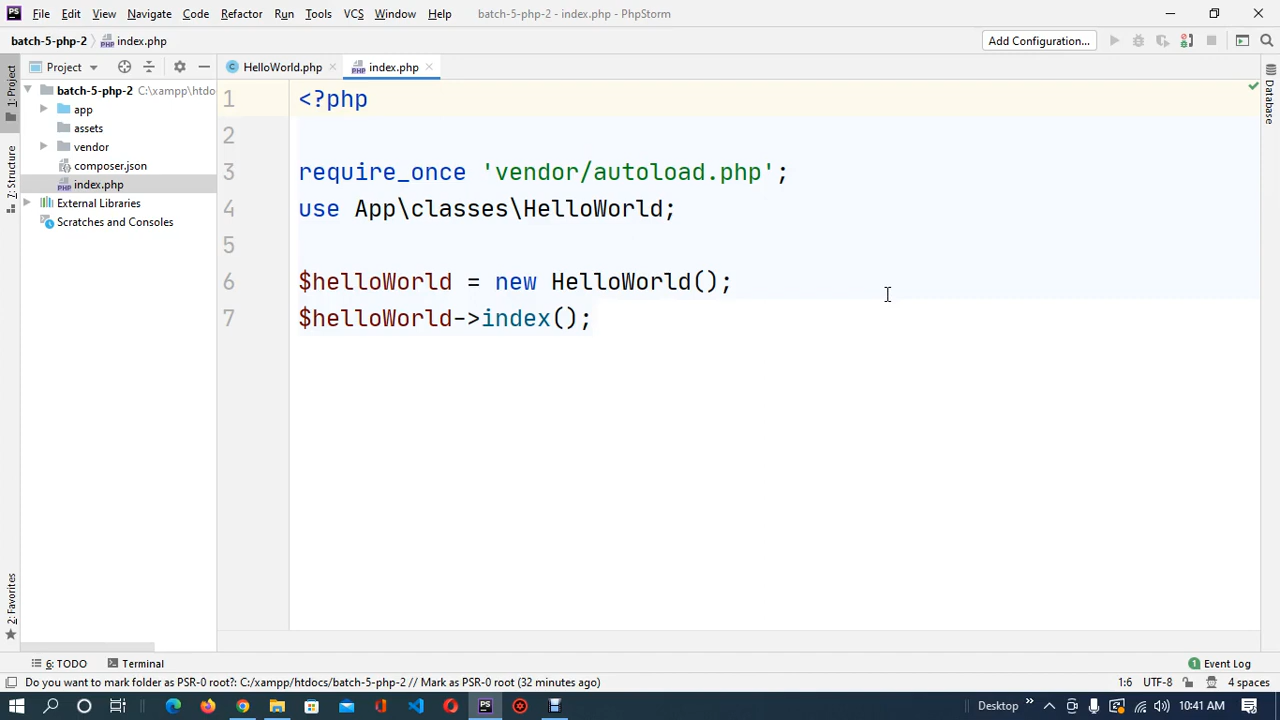 PS File Edit View Navigate Code Refactor Run Tools VCS Window Help batch-5-php-2 - index.php - PhpStorm
batch-5-php-2 index.php Add Configuration...
1: Project
Project
HelloWorld.php
index.php
batch-5-php-2 C:\xampp\htdo
app
assets
vendor
composer.json
index.php
External Libraries
Scratches and Consoles
7: Structure
2: Favorites
1 <?php
2
3 require_once 'vendor/autoload.php';
4 use App\classes\HelloWorld;
5
6 $helloWorld = new HelloWorld();
7 $helloWorld->index();
Database
6: TODO Terminal 1 Event Log
Do you want to mark folder as PSR-0 root?: C:/xampp/htdocs/batch-5-php-2 // Mark as PSR-0 root (32 minutes ago) 1:6 UTF-8 4 spaces
Desktop » 10:41 AM